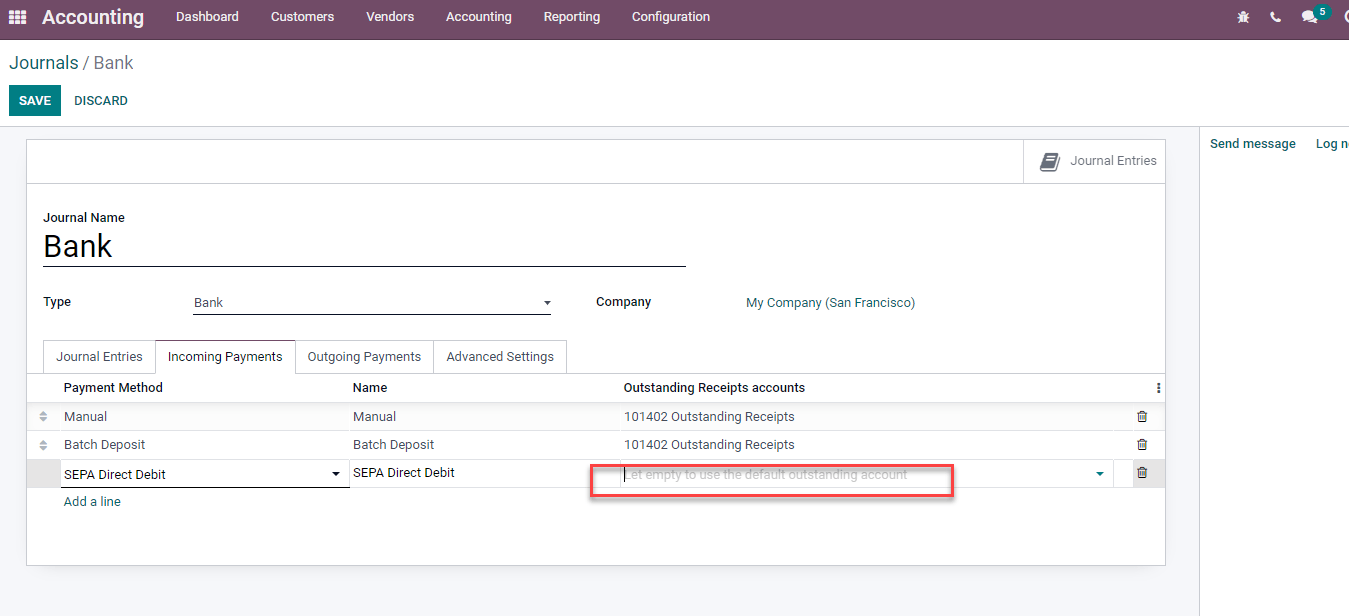 Accounting Dashboard Customers Vendors Accounting Reporting Configuration 5
Journals / Bank
SAVE DISCARD
Send message Log n
Journal Entries
Journal Name
Bank
Type Bank Company My Company (San Francisco)
Journal Entries Incoming Payments Outgoing Payments Advanced Settings
Payment Method Name Outstanding Receipts accounts
Manual Manual 101402 Outstanding Receipts
Batch Deposit Batch Deposit 101402 Outstanding Receipts
SEPA Direct Debit SEPA Direct Debit Let empty to use the default outstanding account
Add a line